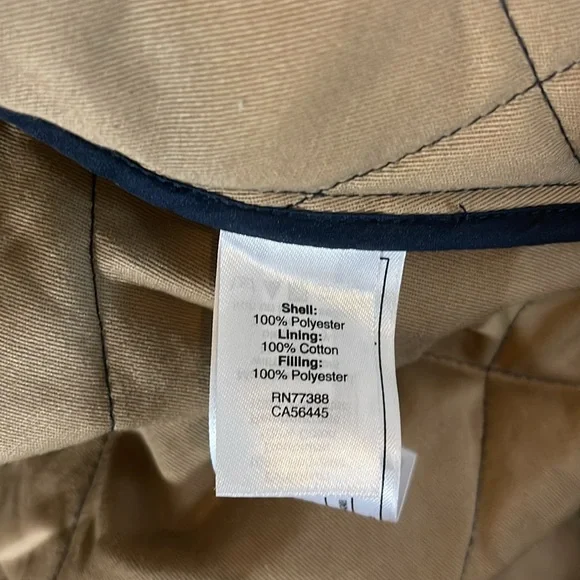 Shell:
100% Polyester
Lining:
100% Cotton
Filling:
100% Polyester
RN77388
CA56445